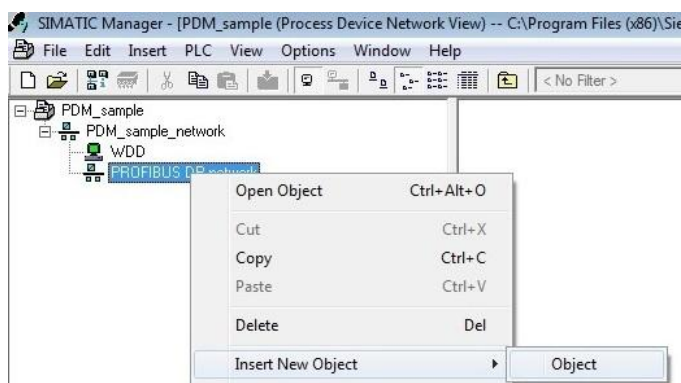 SIMATIC Manager - [PDM_sample (Process Device Network View) -- C:\Program Files (x86)\Sie
File Edit Insert PLC View Options Window Help
< No Filter >
PDM_sample
PDM_sample_network
WDD
PROFIBUS DP network
Open Object Ctrl+Alt+O
Cut Ctrl+X
Copy Ctrl+C
Paste Ctrl+V
Delete Del
Insert New Object Object